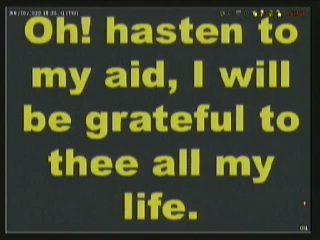 Oh! hasten to
my aid, I will
be grateful to
thee all my
life.